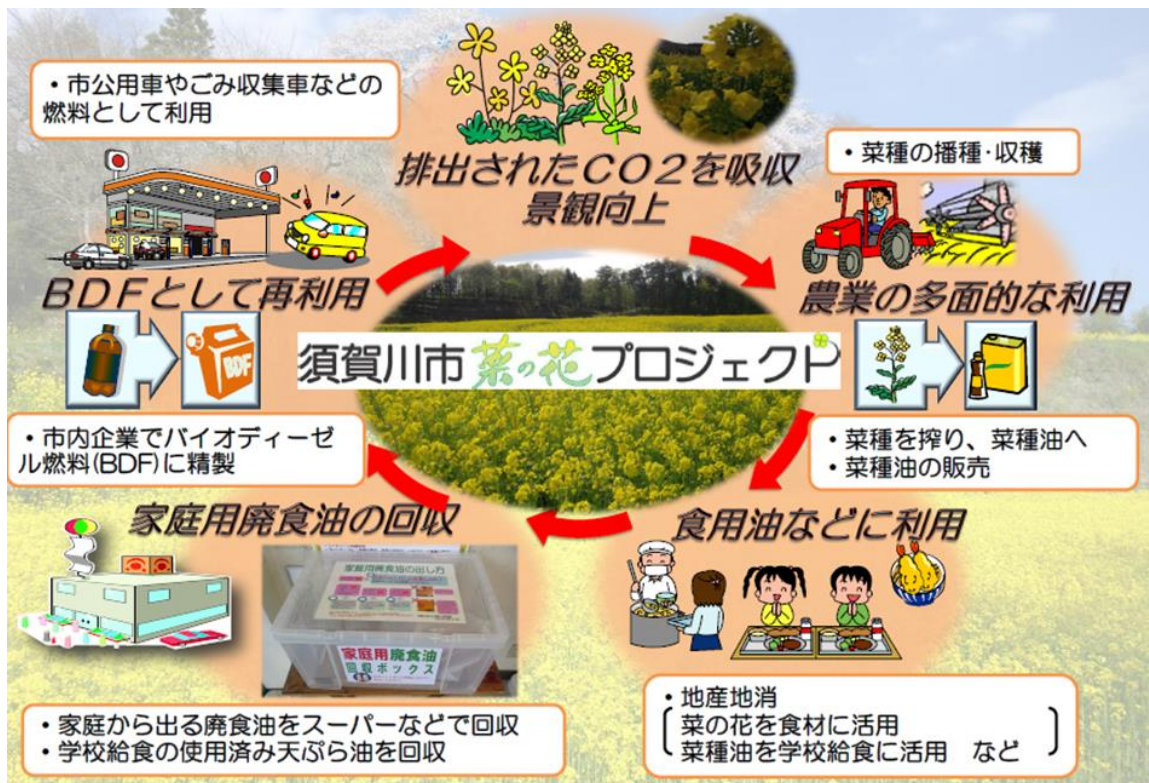 排出されたCO2を吸収
景観向上
・菜種の播種・収穫
農業の多面的な利用
・菜種を搾り、菜種油へ
・菜種油の販売
食用油などに利用
・地産地消
菜の花を食材に活用
菜種油を学校給食に活用 など
家庭用廃食油の回収
家庭用廃食油の出し方
家庭用廃食油
回収ボックス
・家庭から出る廃食油をスーパーなどで回収
・学校給食の使用済み天ぷら油を回収
・市公用車やごみ収集車などの
燃料として利用
BDFとして再利用
BDF
・市内企業でバイオディーゼ
ル燃料(BDF)に精製
須賀川市菜の花プロジェクト